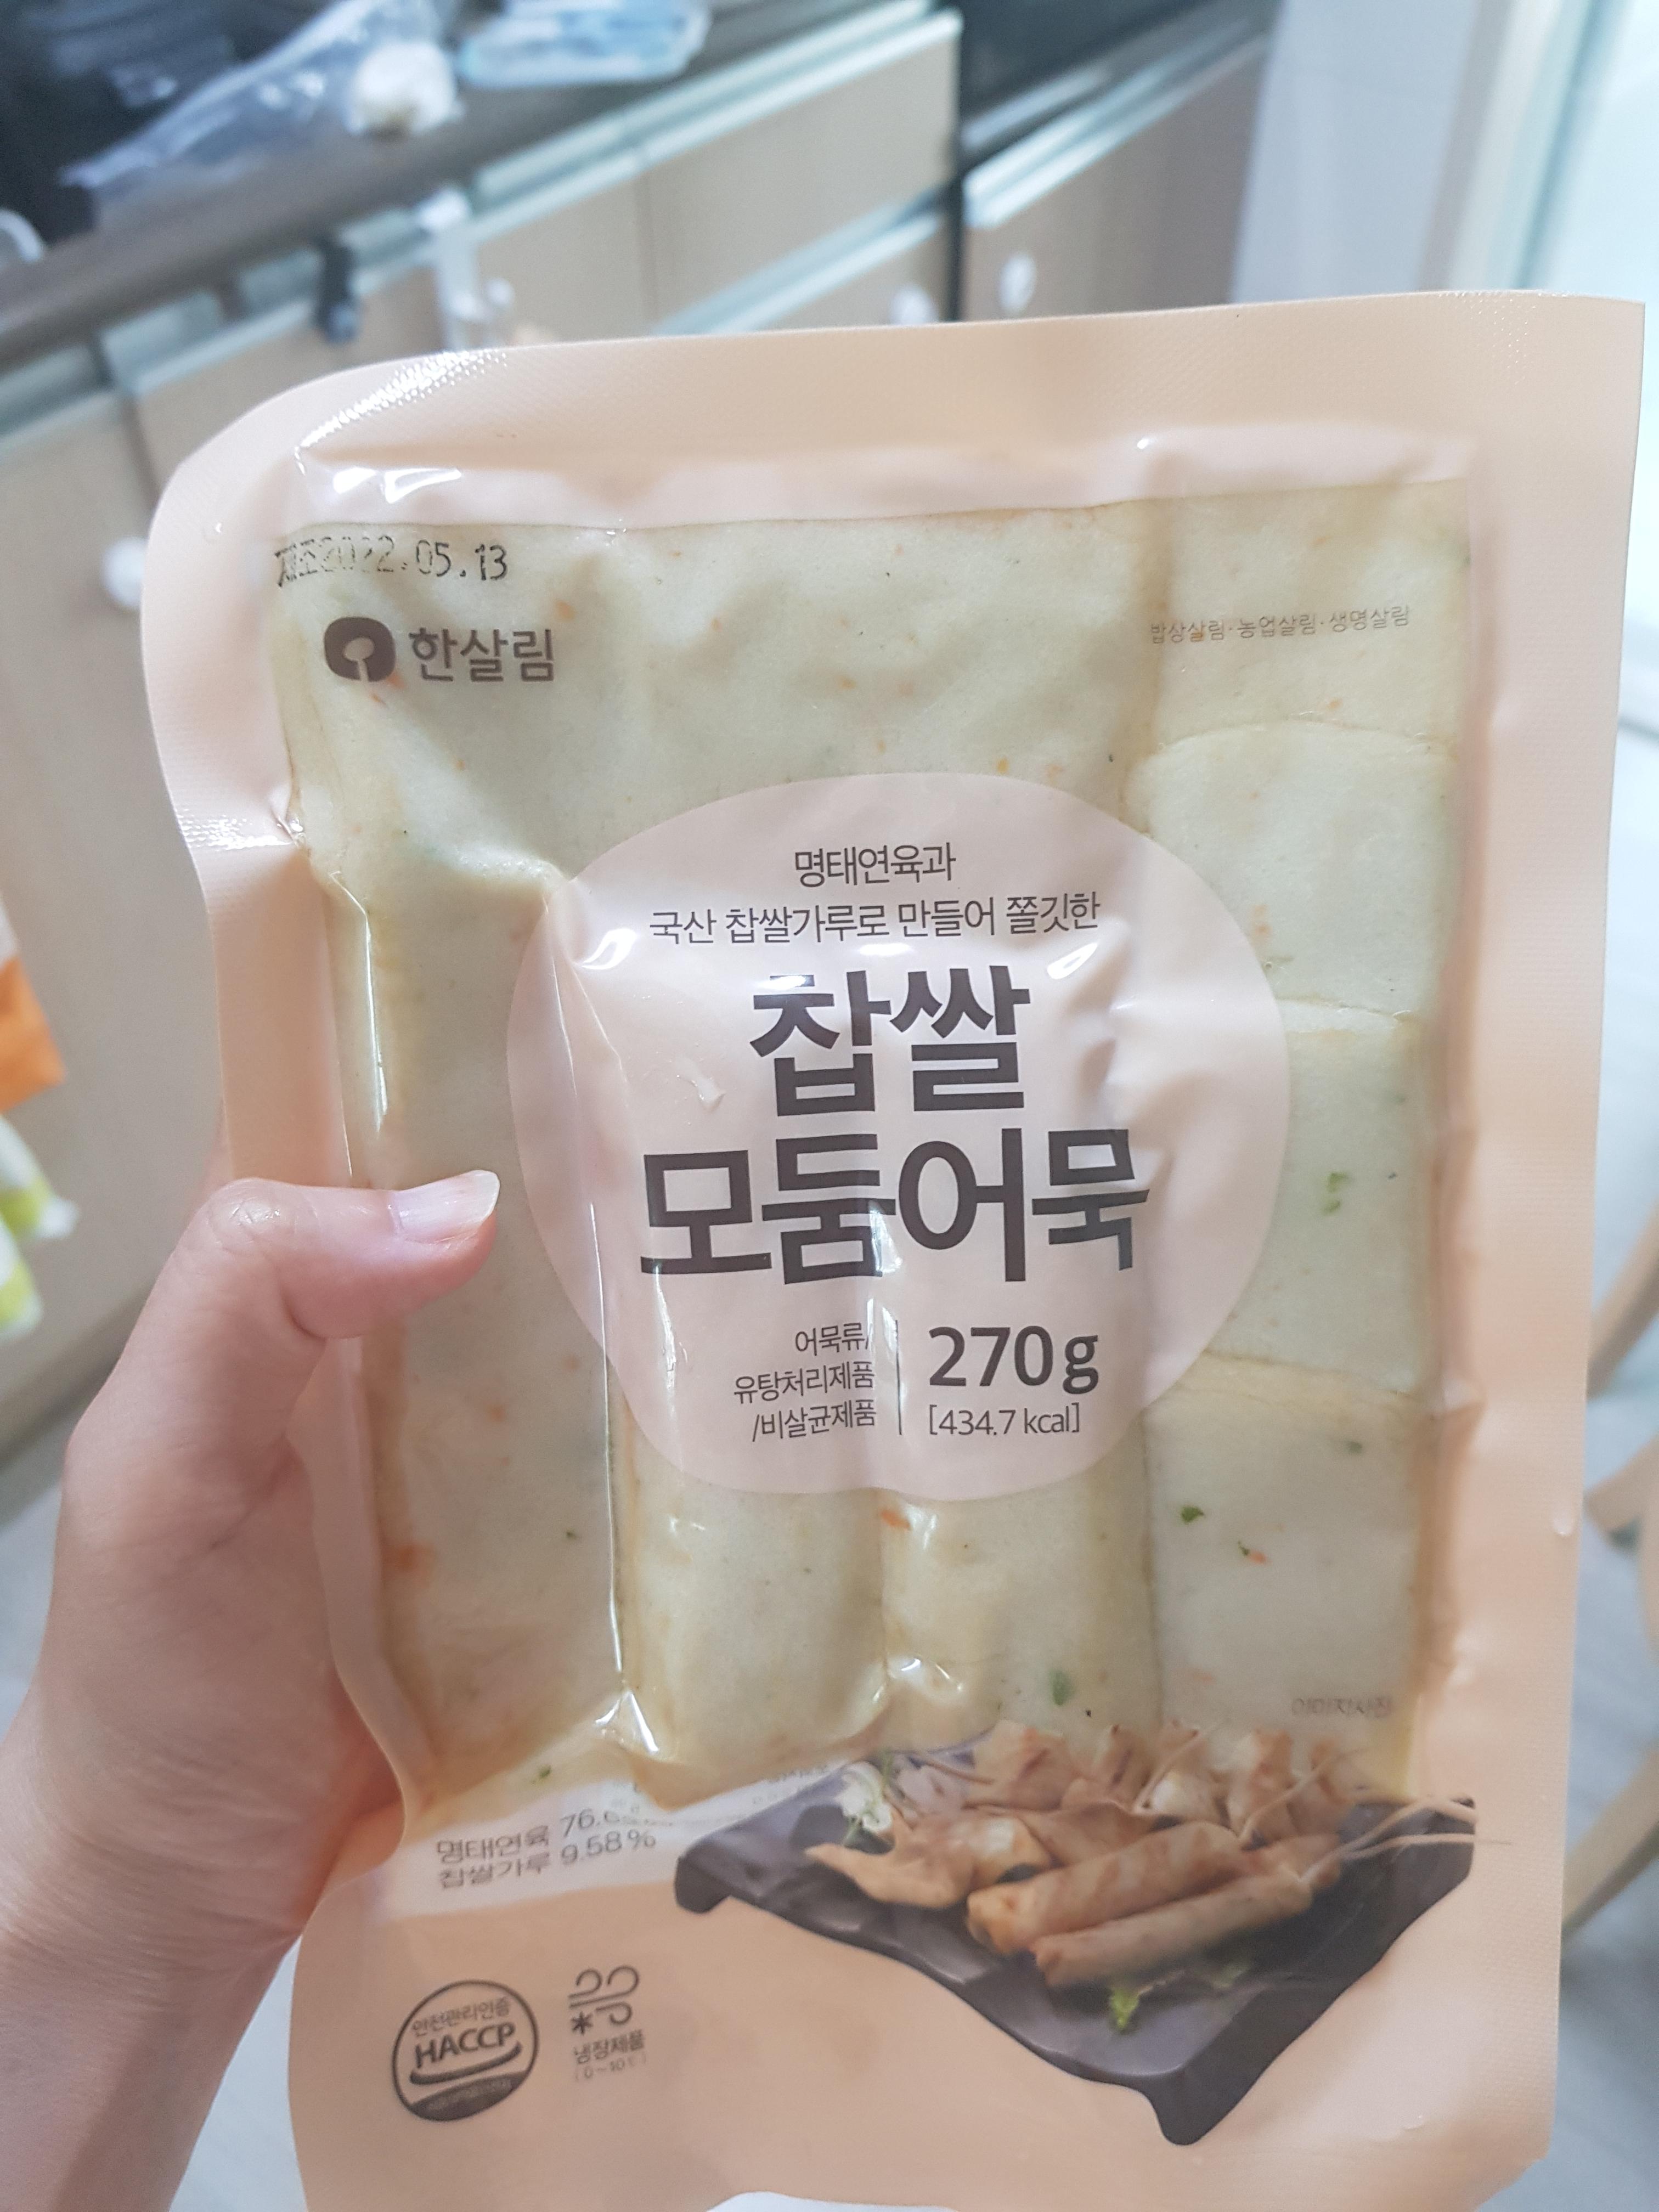 제조2022.05.13
한살림
밥상살림·농업살림·생명살림
명태연육과
국산 찹쌀가루로 만들어 쫄깃한
찹쌀
모둠어묵
어묵류/
유탕처리제품
/비살균제품
270g
[434.7 kcal]
이미지사진
명태연육
찹쌀가루 9.58%
안전관리인증
HACCP
냉장제품
(0~10℃)